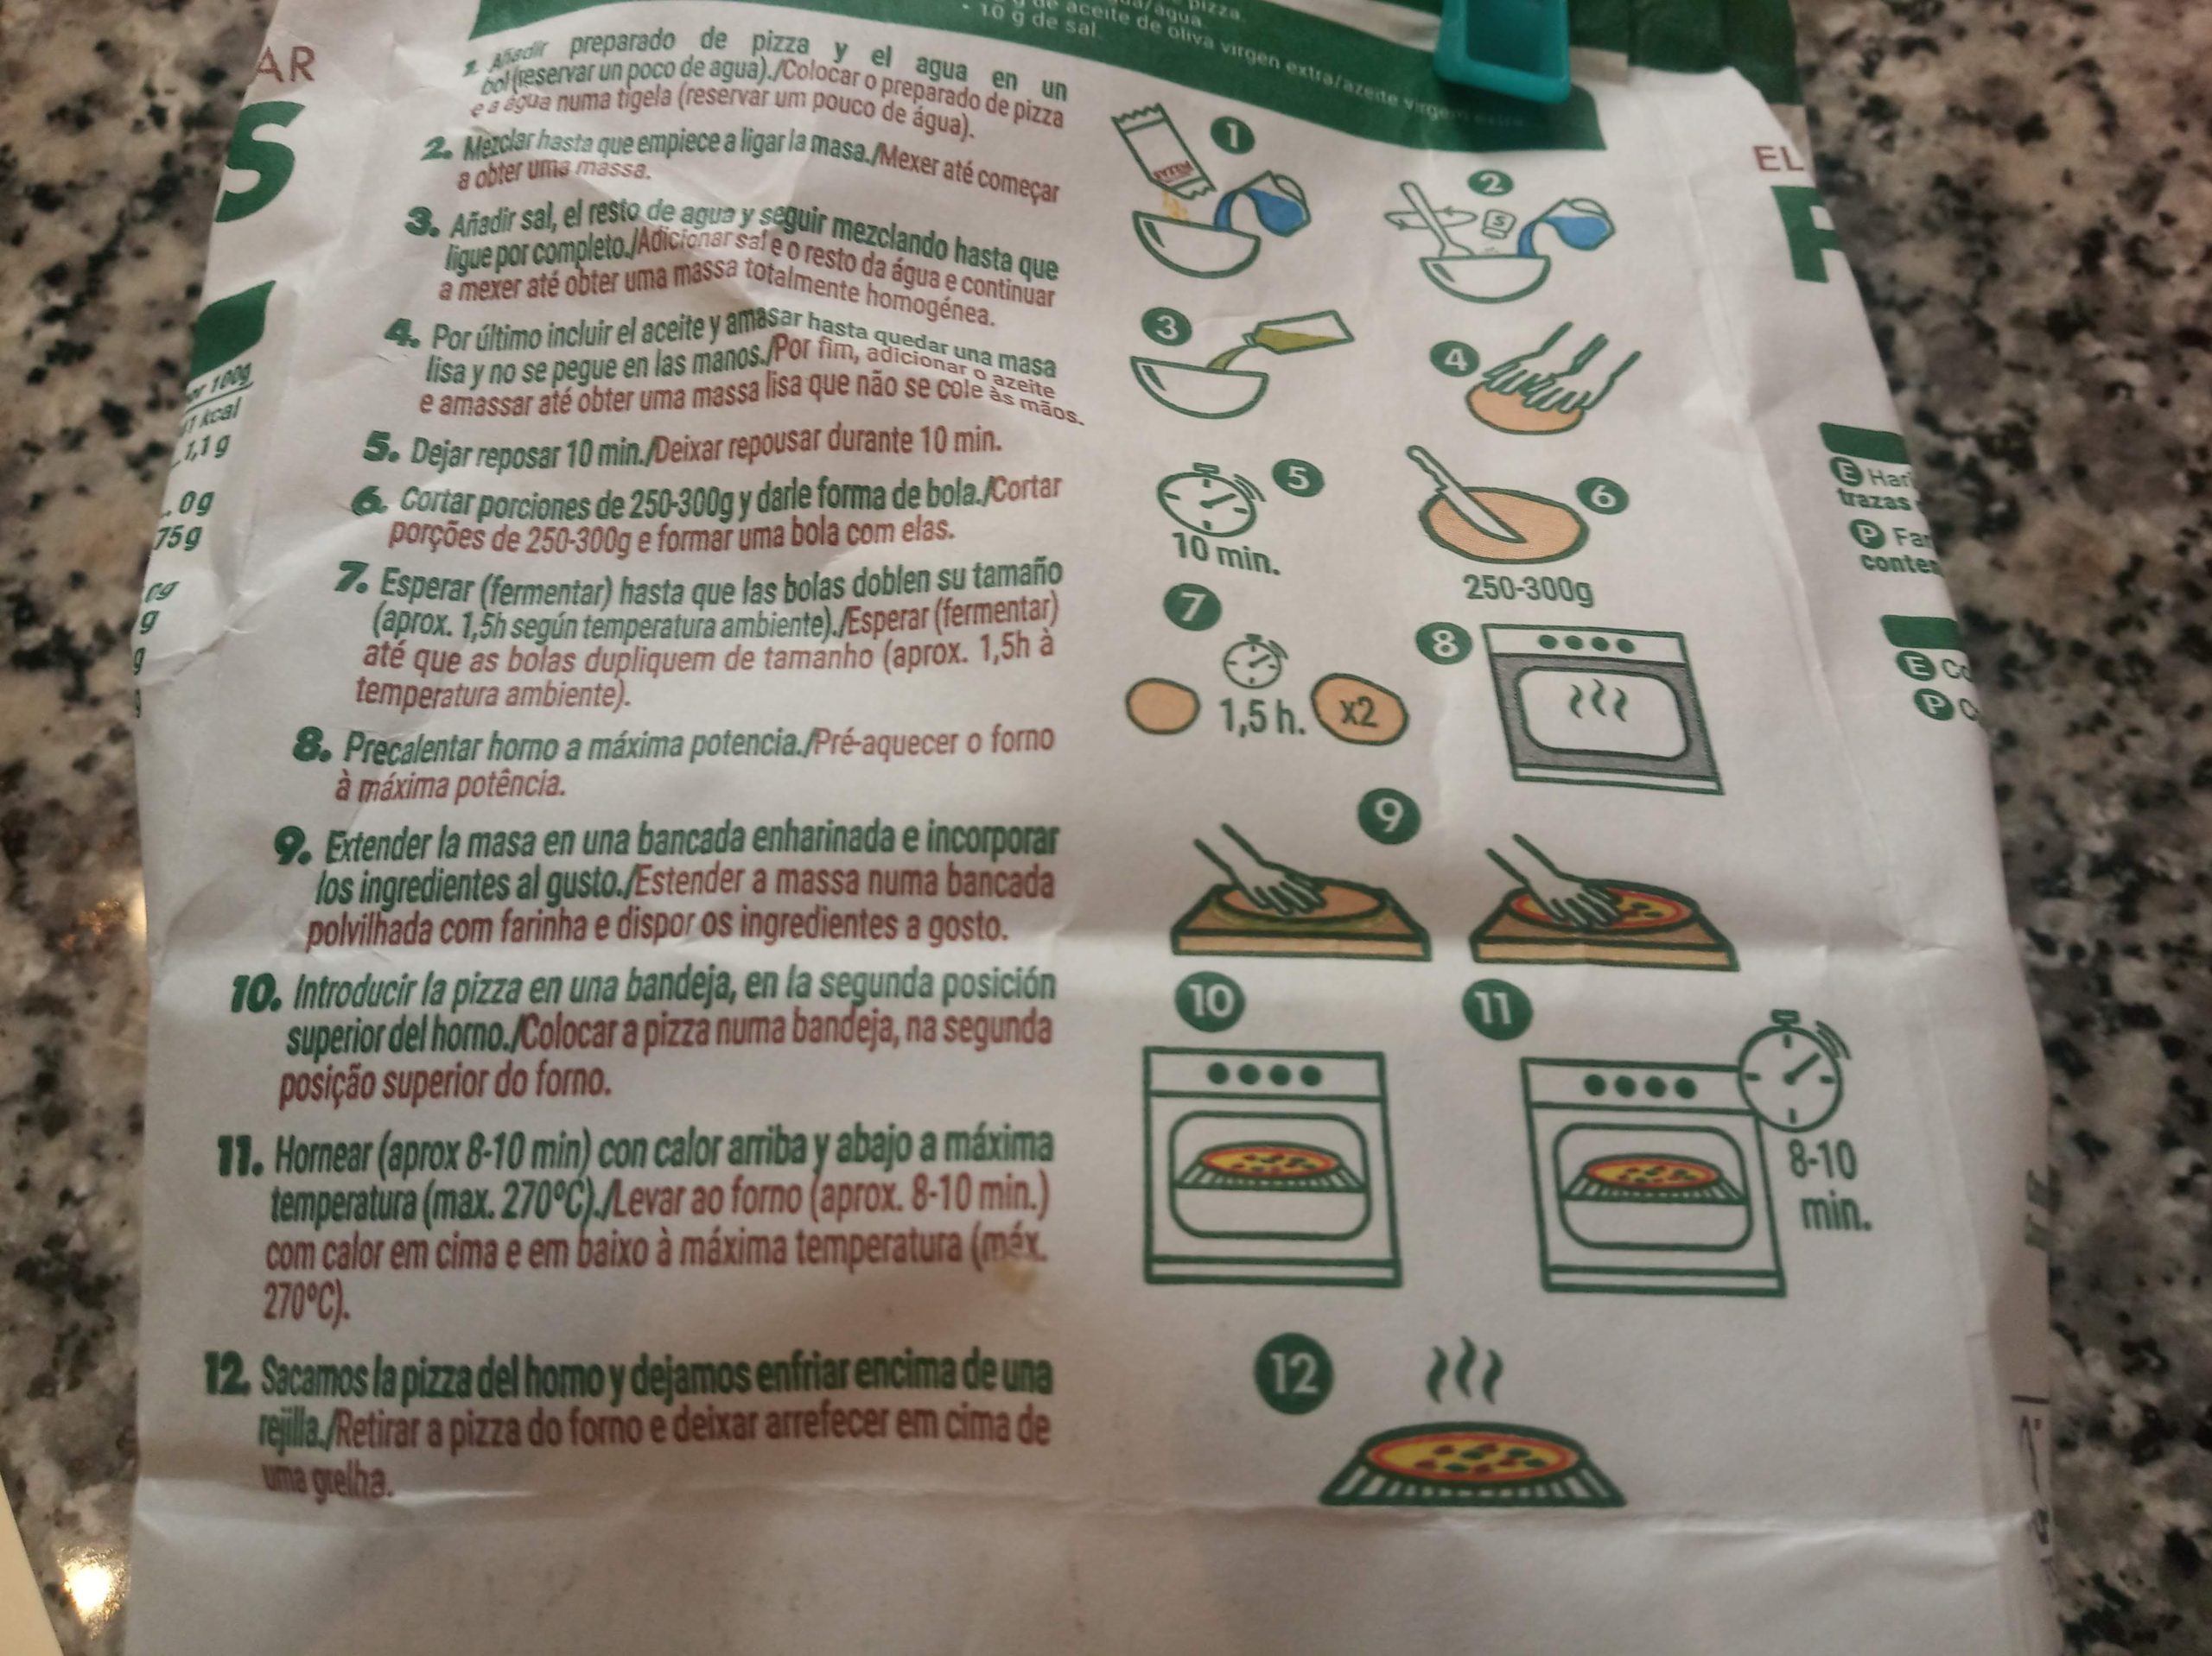 pizza.
/água
de aceite de oliva virgen extra/azeite virgem
- 10 g de sal.
AR
S
or 100g
kcal
1,1 g
0 g
75 g
g
g
1. Añadir preparado de pizza y el agua en un
bol (reservar un poco de agua)./Colocar o preparado de pizza
e a água numa tigela (reservar um pouco de água).
2. Mezclar hasta que empiece a ligar la masa./Mexer até começar
a obter uma massa.
3. Añadir sal, el resto de agua y seguir mezclando hasta que
ligue por completo./Adicionar sal e o resto da água e continuar
a mexer até obter uma massa totalmente homogénea.
4. Por último incluir el aceite y amasar hasta quedar una masa
lisa y no se pegue en las manos./Por fim, adicionar o azeite
e amassar até obter uma massa lisa que não se cole às mãos.
5. Dejar reposar 10 min./Deixar repousar durante 10 min.
6. Cortar porciones de 250-300g y darle forma de bola./Cortar
porções de 250-300g e formar uma bola com elas.
7. Esperar (fermentar) hasta que las bolas doblen su tamaño
(aprox. 1,5h según temperatura ambiente)./Esperar (fermentar)
até que as bolas dupliquem de tamanho (aprox. 1,5h à
temperatura ambiente).
8. Precalentar horno a máxima potencia./Pré-aquecer o forno
à máxima potência.
9. Extender la masa en una bancada enharinada e incorporar
los ingredientes al gusto./Estender a massa numa bancada
polvilhada com farinha e dispor os ingredientes a gosto.
10. Introducir la pizza en una bandeja, en la segunda posición
superior del horno./Colocar a pizza numa bandeja, na segunda
posição superior do forno.
11. Hornear (aprox 8-10 min) con calor arriba y abajo a máxima
temperatura (max. 270ºC)./Levar ao forno (aprox. 8-10 min.)
com calor em cima e em baixo à máxima temperatura (máx.
270ºC).
12. Sacamos la pizza del horno y dejamos enfriar encima de una
rejilla./Retirar a pizza do forno e deixar arrefecer em cima de
uma grelha.
1
2
S
3
4
5
10 min.
6
250-300g
7
1,5 h.
x2
8
9
10
11
8-10
min.
12
EL
E Hari
trazas
P Far
conte
E Co
P C